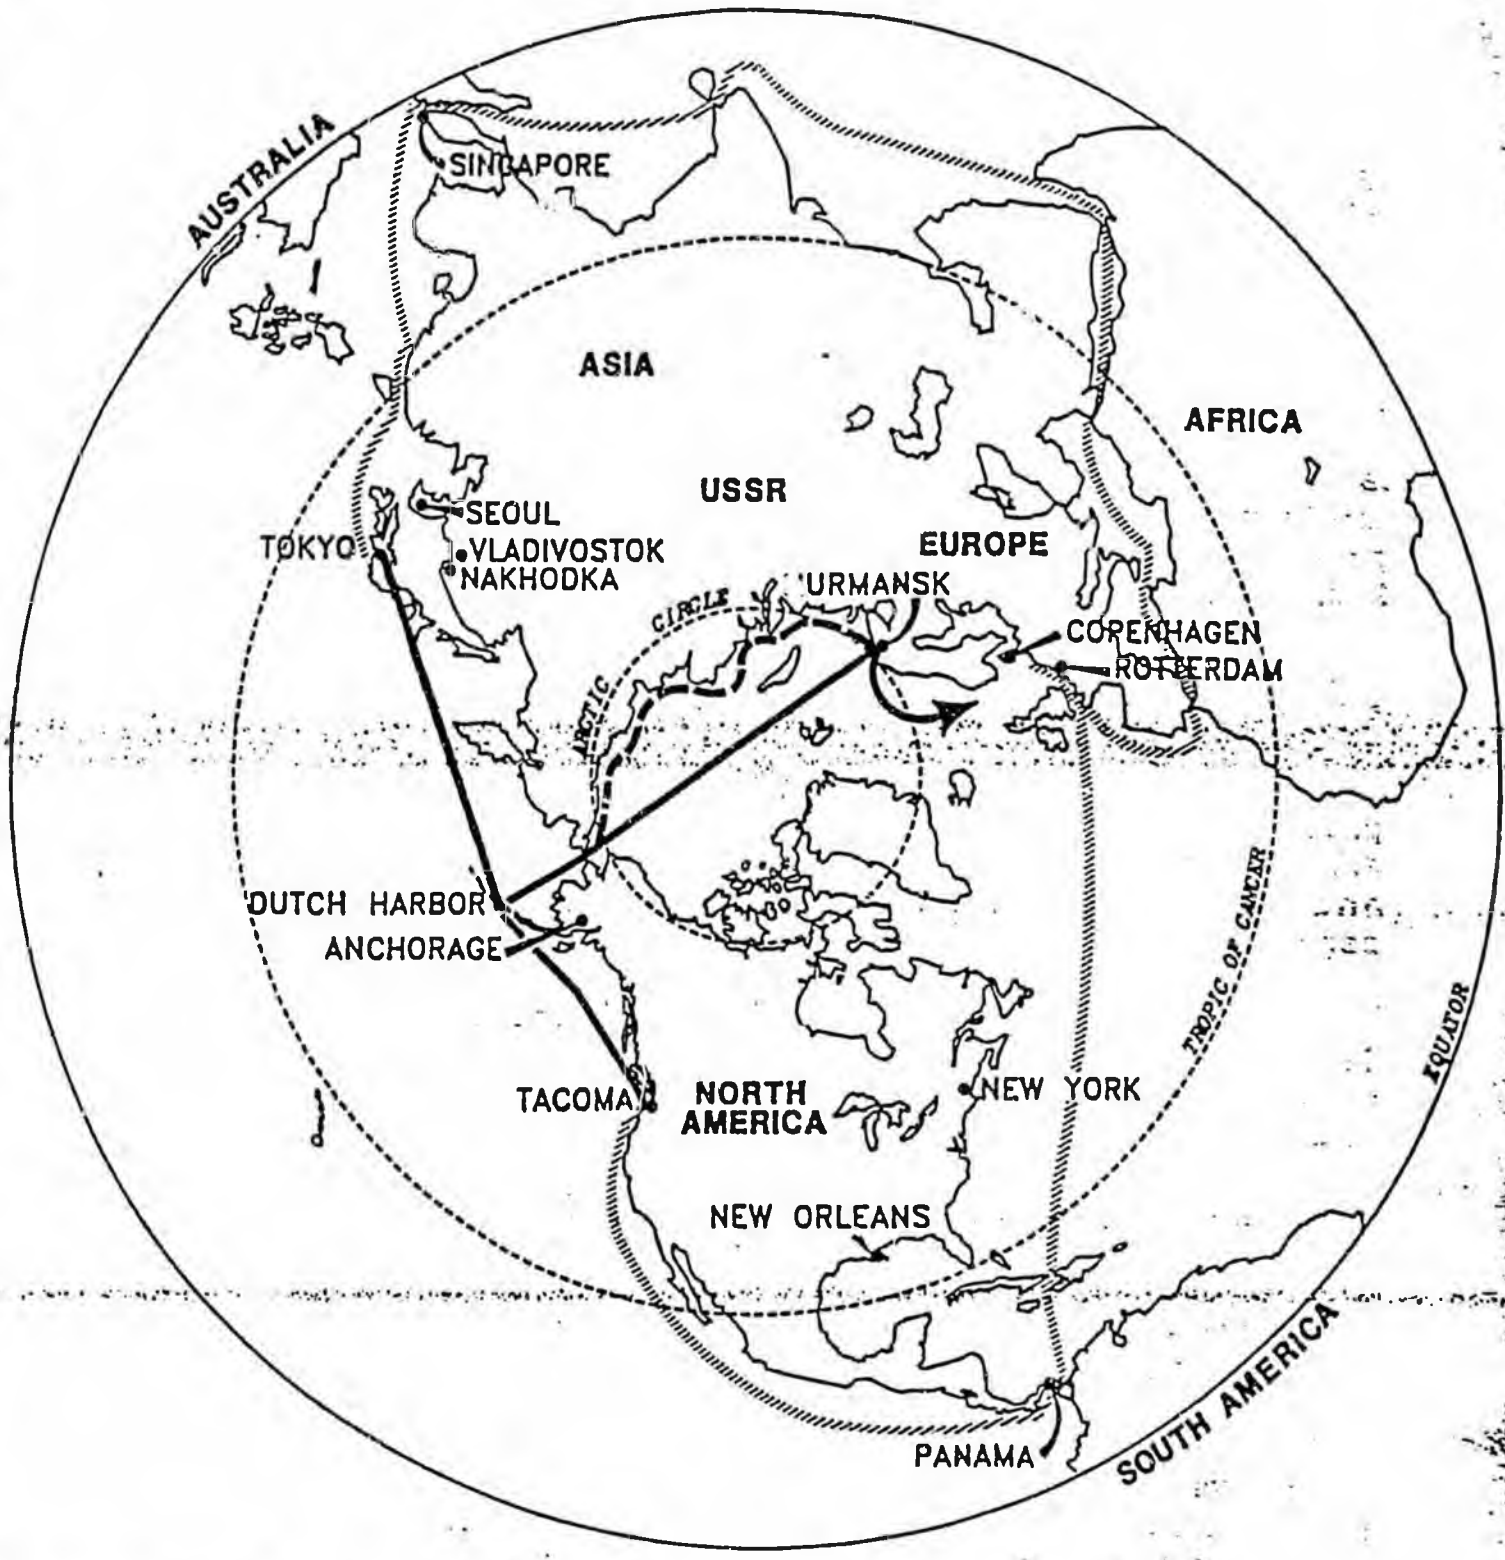 AUSTRALIA
SINGAPORE
ASIA
AFRICA
USSR
SEOUL
EUROPE
TOKYO
VLADIVOSTOK
NAKHODKA
URMANSK
CIRCLE
COPENHAGEN
ROTTERDAM
ARCTIC
DUTCH HARBOR
ANCHORAGE
TROPIC OF CANCER
EQUATOR
TACOMA
NORTH
AMERICA
NEW YORK
NEW ORLEANS
SOUTH AMERICA
PANAMA